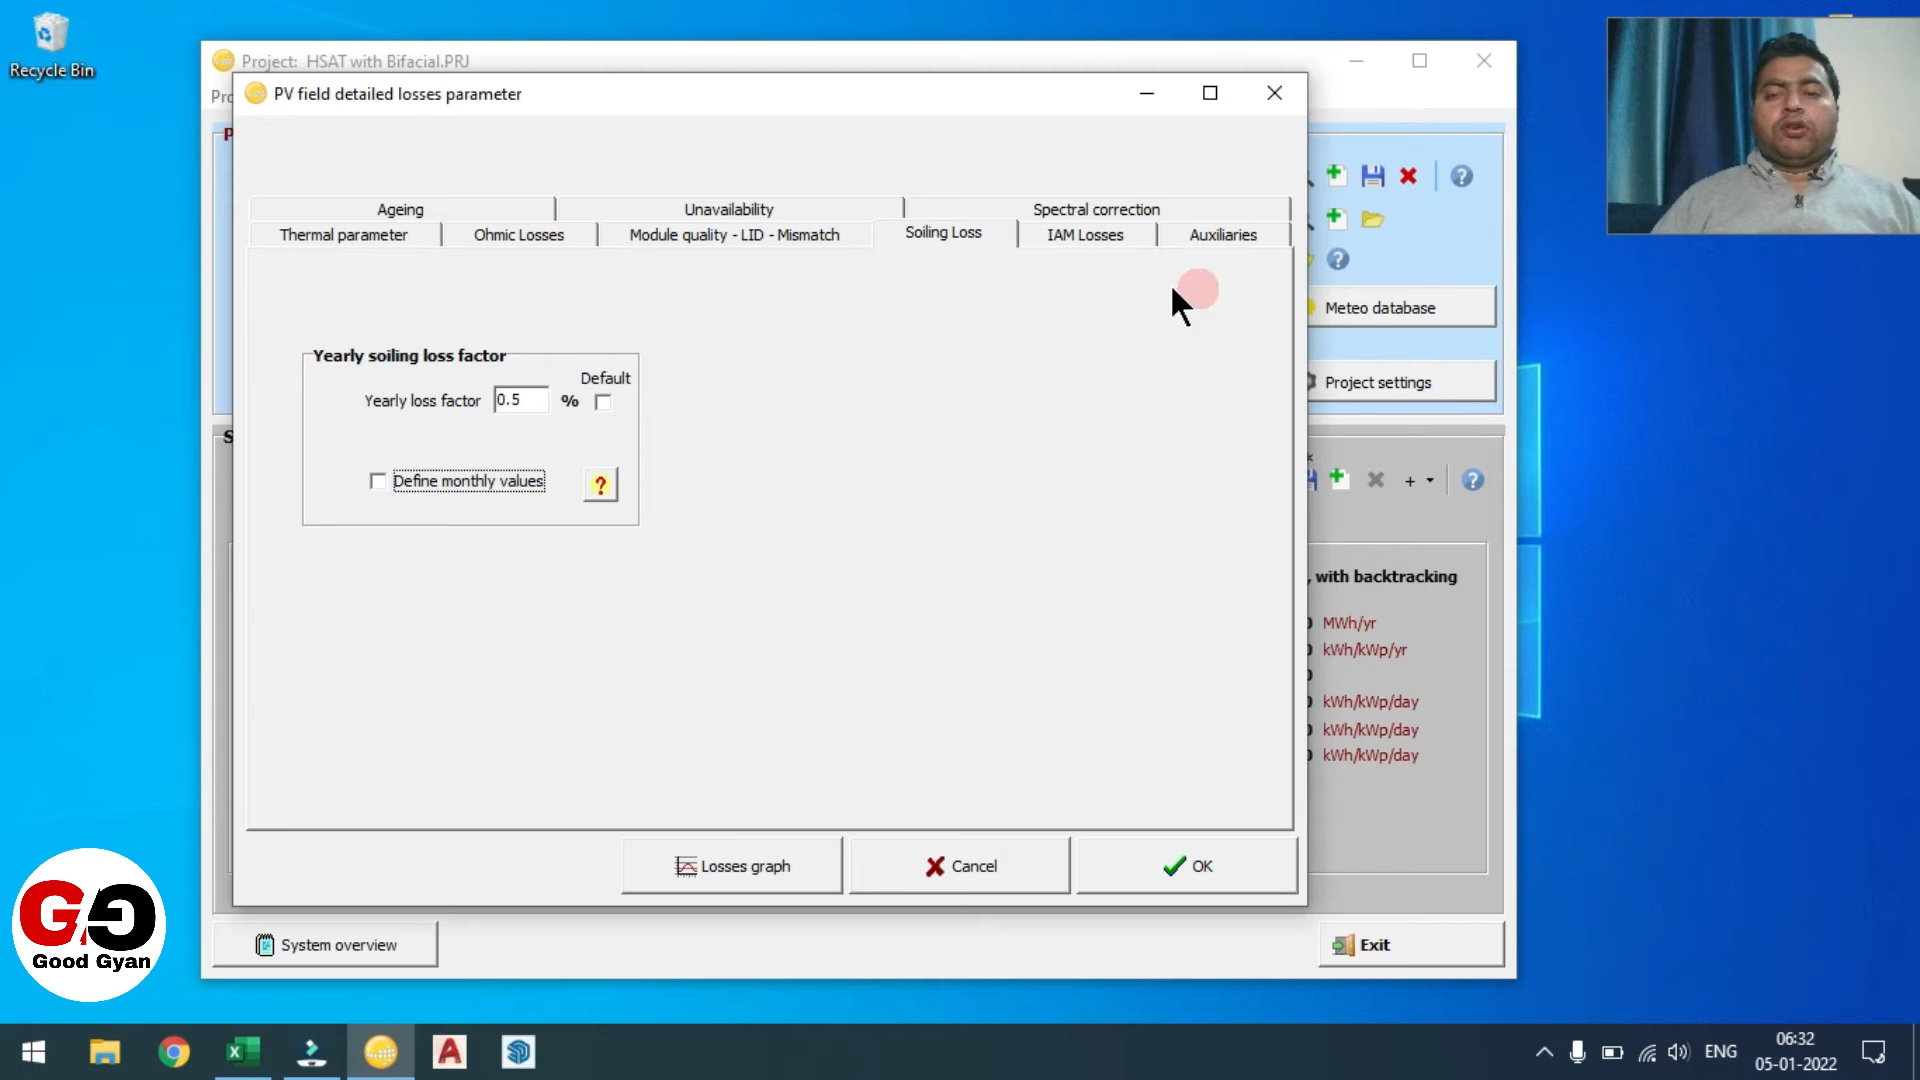 Recycle Bin
Project: HSAT with Bifacial.PRJ
Pro
PV field detailed losses parameter
Ageing
Unavailability
Spectral correction
Thermal parameter
Ohmic Losses
Module quality - LID - Mismatch
Soiling Loss
IAM Losses
Auxiliaries
Yearly soiling loss factor
Default
Yearly loss factor 0.5 %
Define monthly values
?
Meteo database
Project settings
+
, with backtracking
MWh/yr
kWh/kWp/yr
kWh/kWp/day
kWh/kWp/day
kWh/kWp/day
Losses graph
Cancel
OK
System overview
Exit
GG
Good Gyan
ENG
06:32
05-01-2022